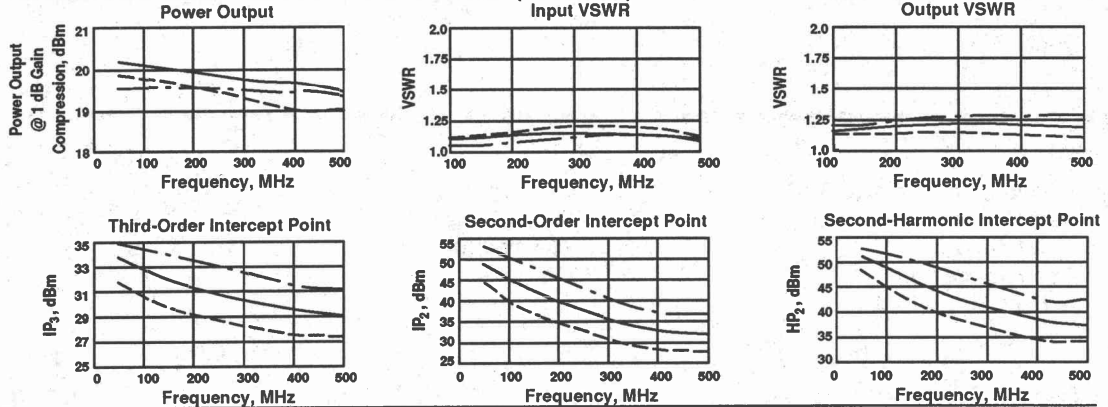 Power Output
Power Output
@ 1 dB Gain
Compression, dBm
21
20
19
18
0 100 200 300 400 500
Frequency, MHz
Input VSWR
VSWR
2.0
1.75
1.5
1.25
1.0
100 200 300 400 500
Frequency, MHz
Output VSWR
VSWR
2.0
1.75
1.5
1.25
1.0
100 200 300 400 500
Frequency, MHz
Third-Order Intercept Point
IP3, dBm
35
33
31
29
27
25
0 100 200 300 400 500
Frequency, MHz
Second-Order Intercept Point
IP2, dBm
55
50
45
40
35
30
25
0 100 200 300 400 500
Frequency, MHz
Second-Harmonic Intercept Point
HP2, dBm
55
50
45
40
35
30
0 100 200 300 400 500
Frequency, MHz